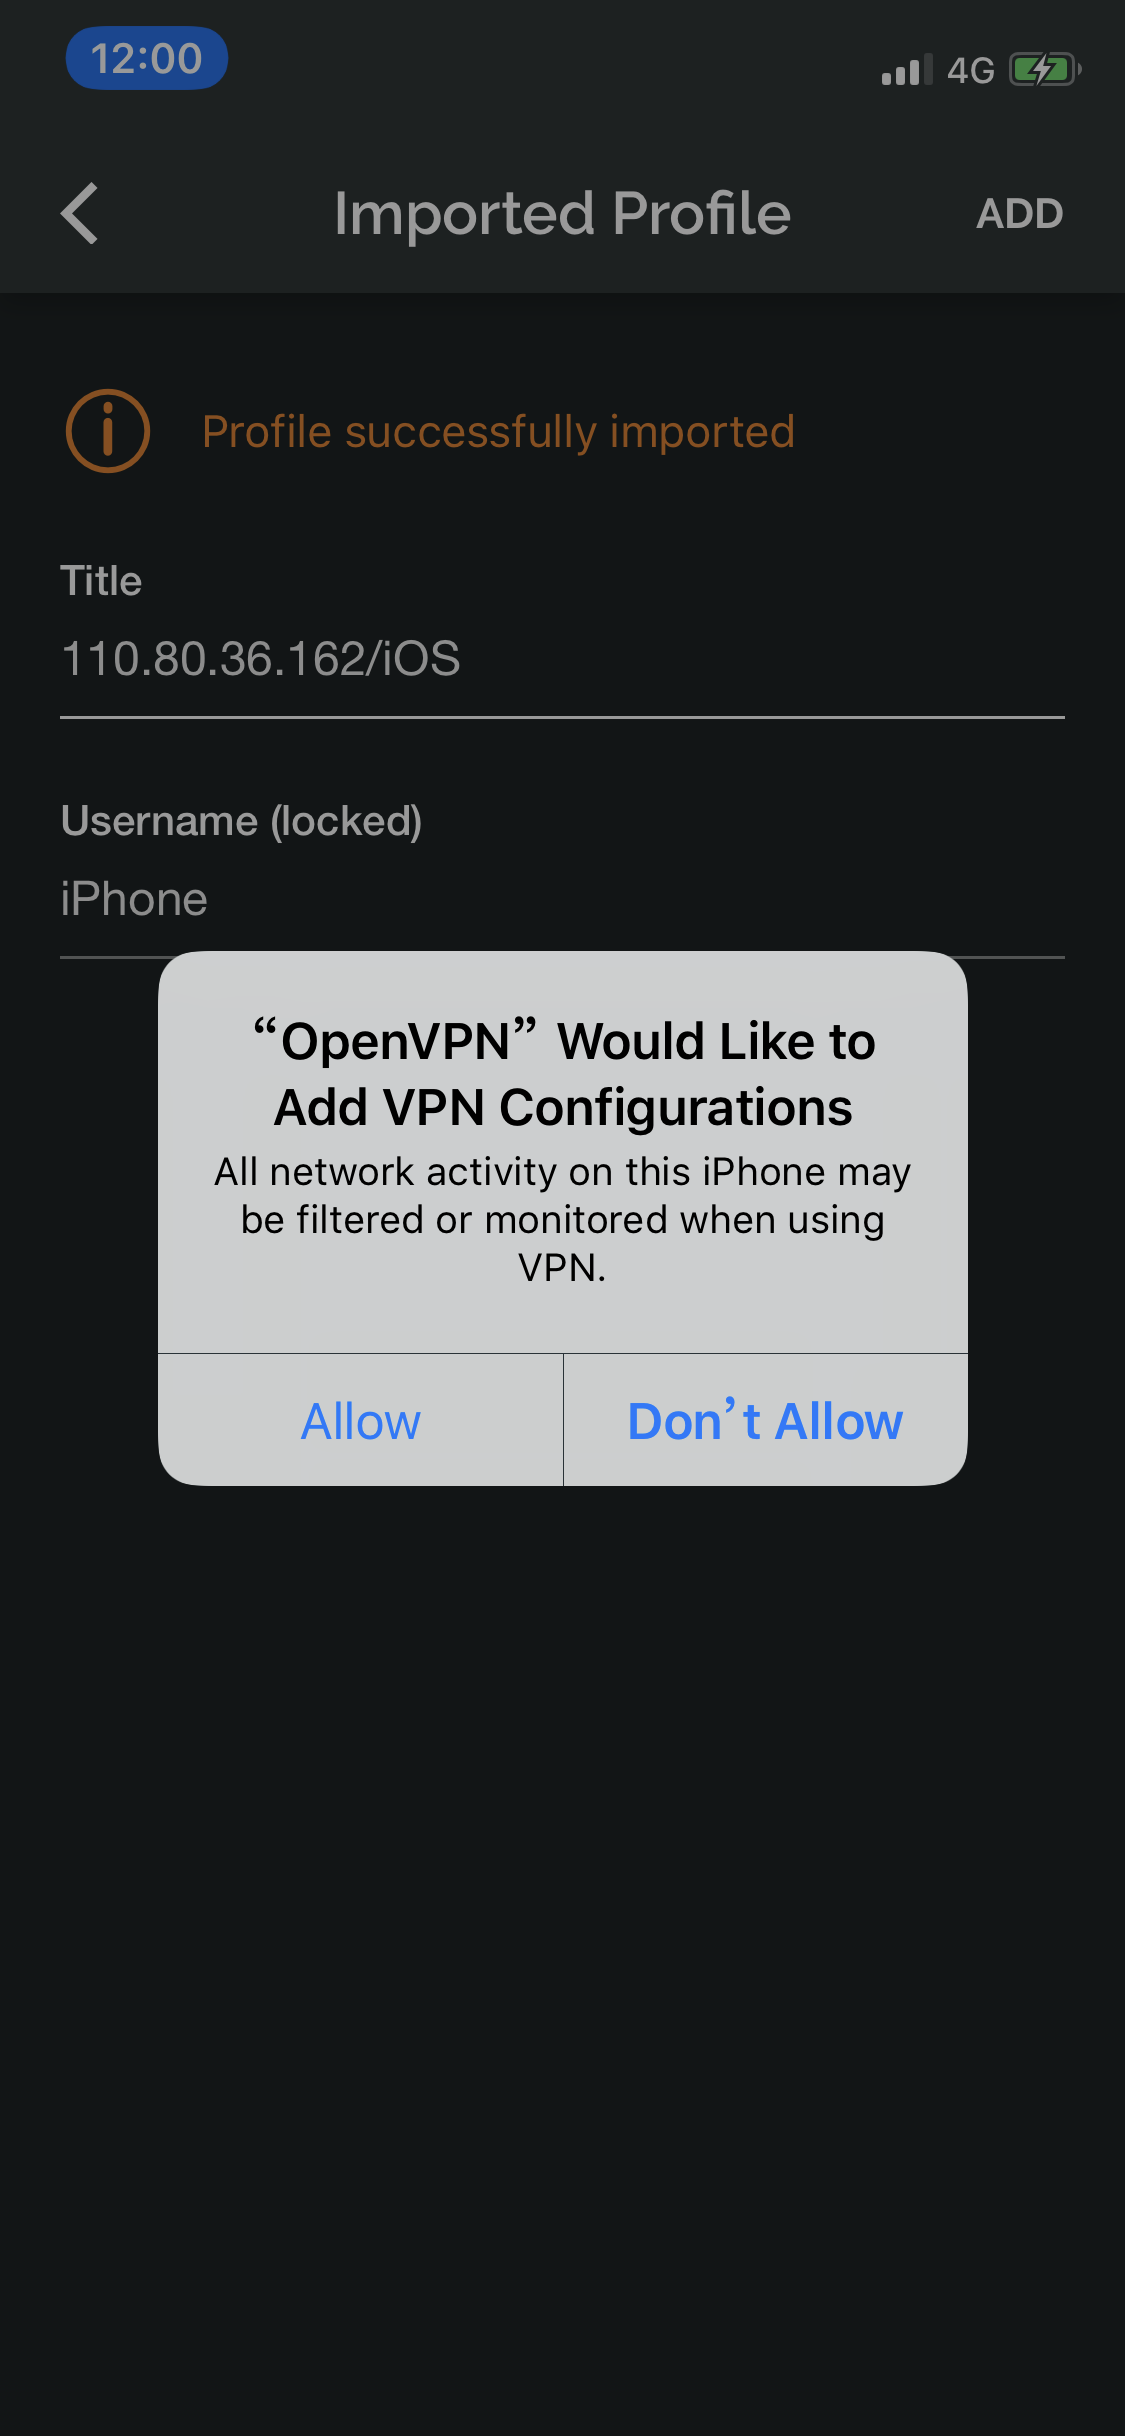 12:00
4G
Imported Profile
ADD
Profile successfully imported
Title
110.80.36.162/iOS
Username (locked)
iPhone
“OpenVPN” Would Like to
Add VPN Configurations
All network activity on this iPhone may
be filtered or monitored when using
VPN.
Allow
Don’t Allow